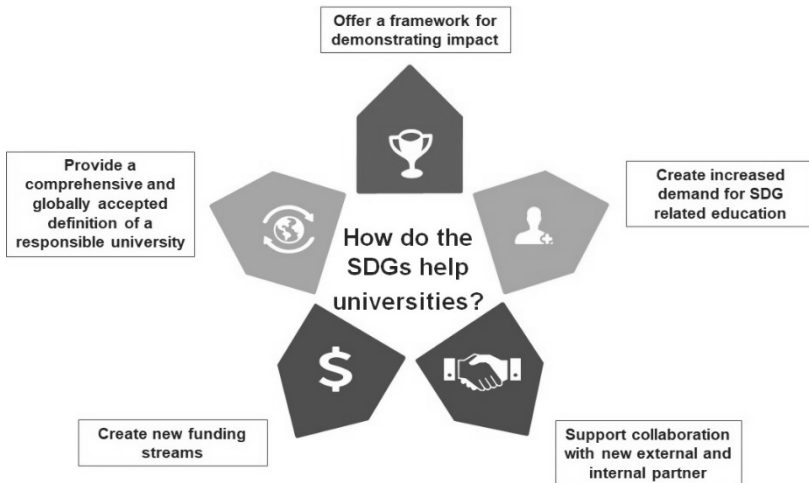 Offer a framework for
demonstrating impact
Provide a
comprehensive and
globally accepted
definition of a
responsible university
Create increased
demand for SDG
related education
How do the
SDGs help
universities?
$
Create new funding
streams
Support collaboration
with new external and
internal partner